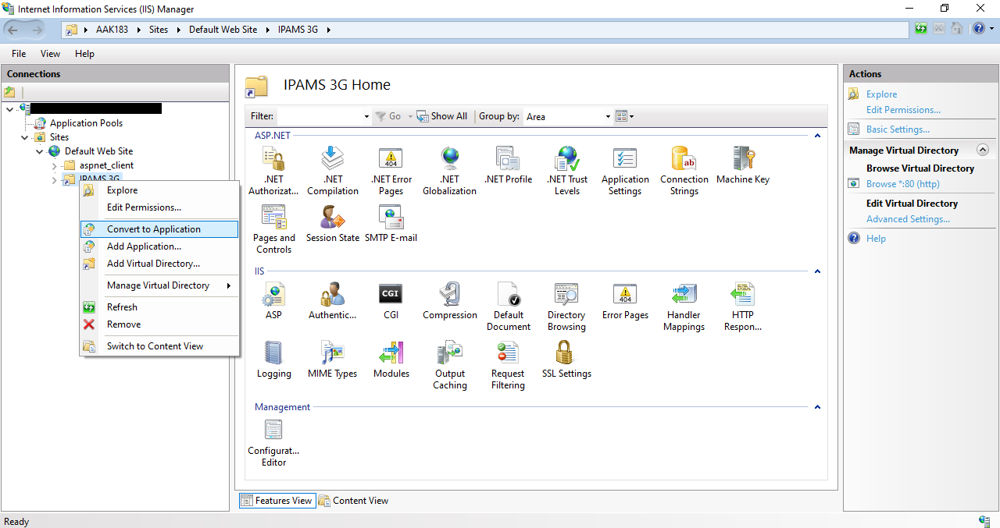 Internet Information Services (IIS) Manager
AAK183 Sites Default Web Site IPAMS 3G
File View Help
Connections
Application Pools
Sites
Default Web Site
aspnet_client
IPAMS 3G
Explore
Edit Permissions...
Convert to Application
Add Application...
Add Virtual Directory...
Manage Virtual Directory
Refresh
Remove
Switch to Content View
IPAMS 3G Home
Filter: Go Show All Group by: Area
ASP.NET
.NET Authorizat...
.NET Compilation
.NET Error Pages
.NET Globalization
.NET Profile
.NET Trust Levels
Application Settings
Connection Strings
Machine Key
Pages and Controls
Session State
SMTP E-mail
IIS
ASP
Authentic...
CGI
Compression
Default Document
Directory Browsing
Error Pages
Handler Mappings
HTTP Respon...
Logging
MIME Types
Modules
Output Caching
Request Filtering
SSL Settings
Management
Configurat... Editor
Features View Content View
Actions
Explore
Edit Permissions...
Basic Settings...
Manage Virtual Directory
Browse Virtual Directory
Browse *:80 (http)
Edit Virtual Directory
Advanced Settings...
Help
Ready